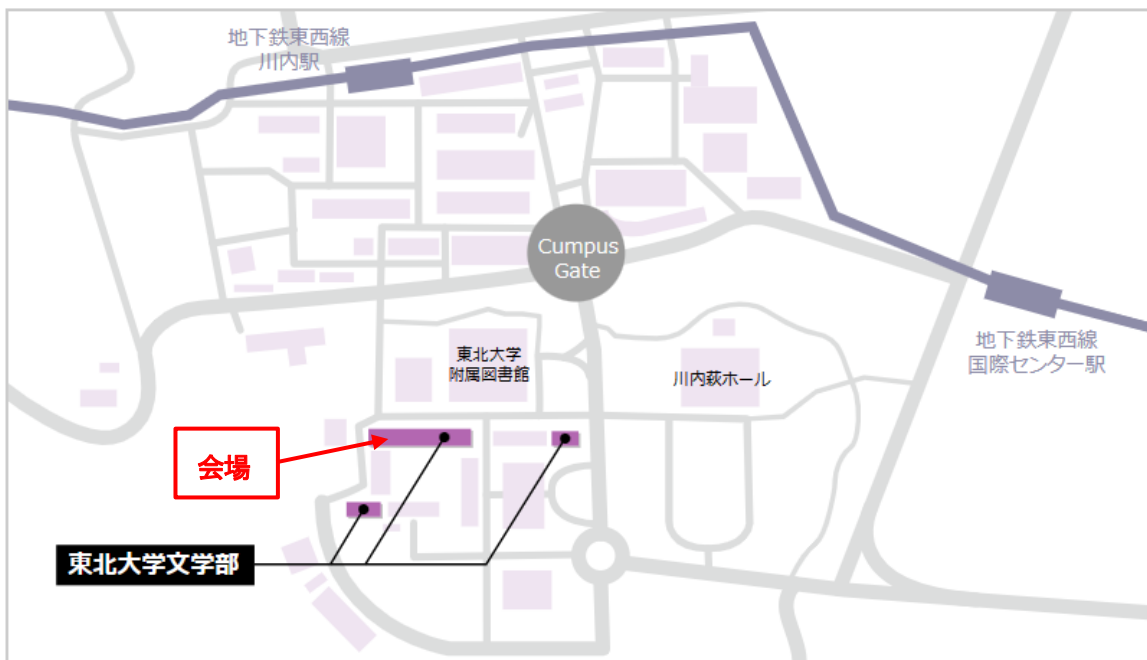 地下鉄東西線
川内駅
Cumpus
Gate
地下鉄東西線
国際センター駅
東北大学
附属図書館
川内萩ホール
会場
東北大学文学部